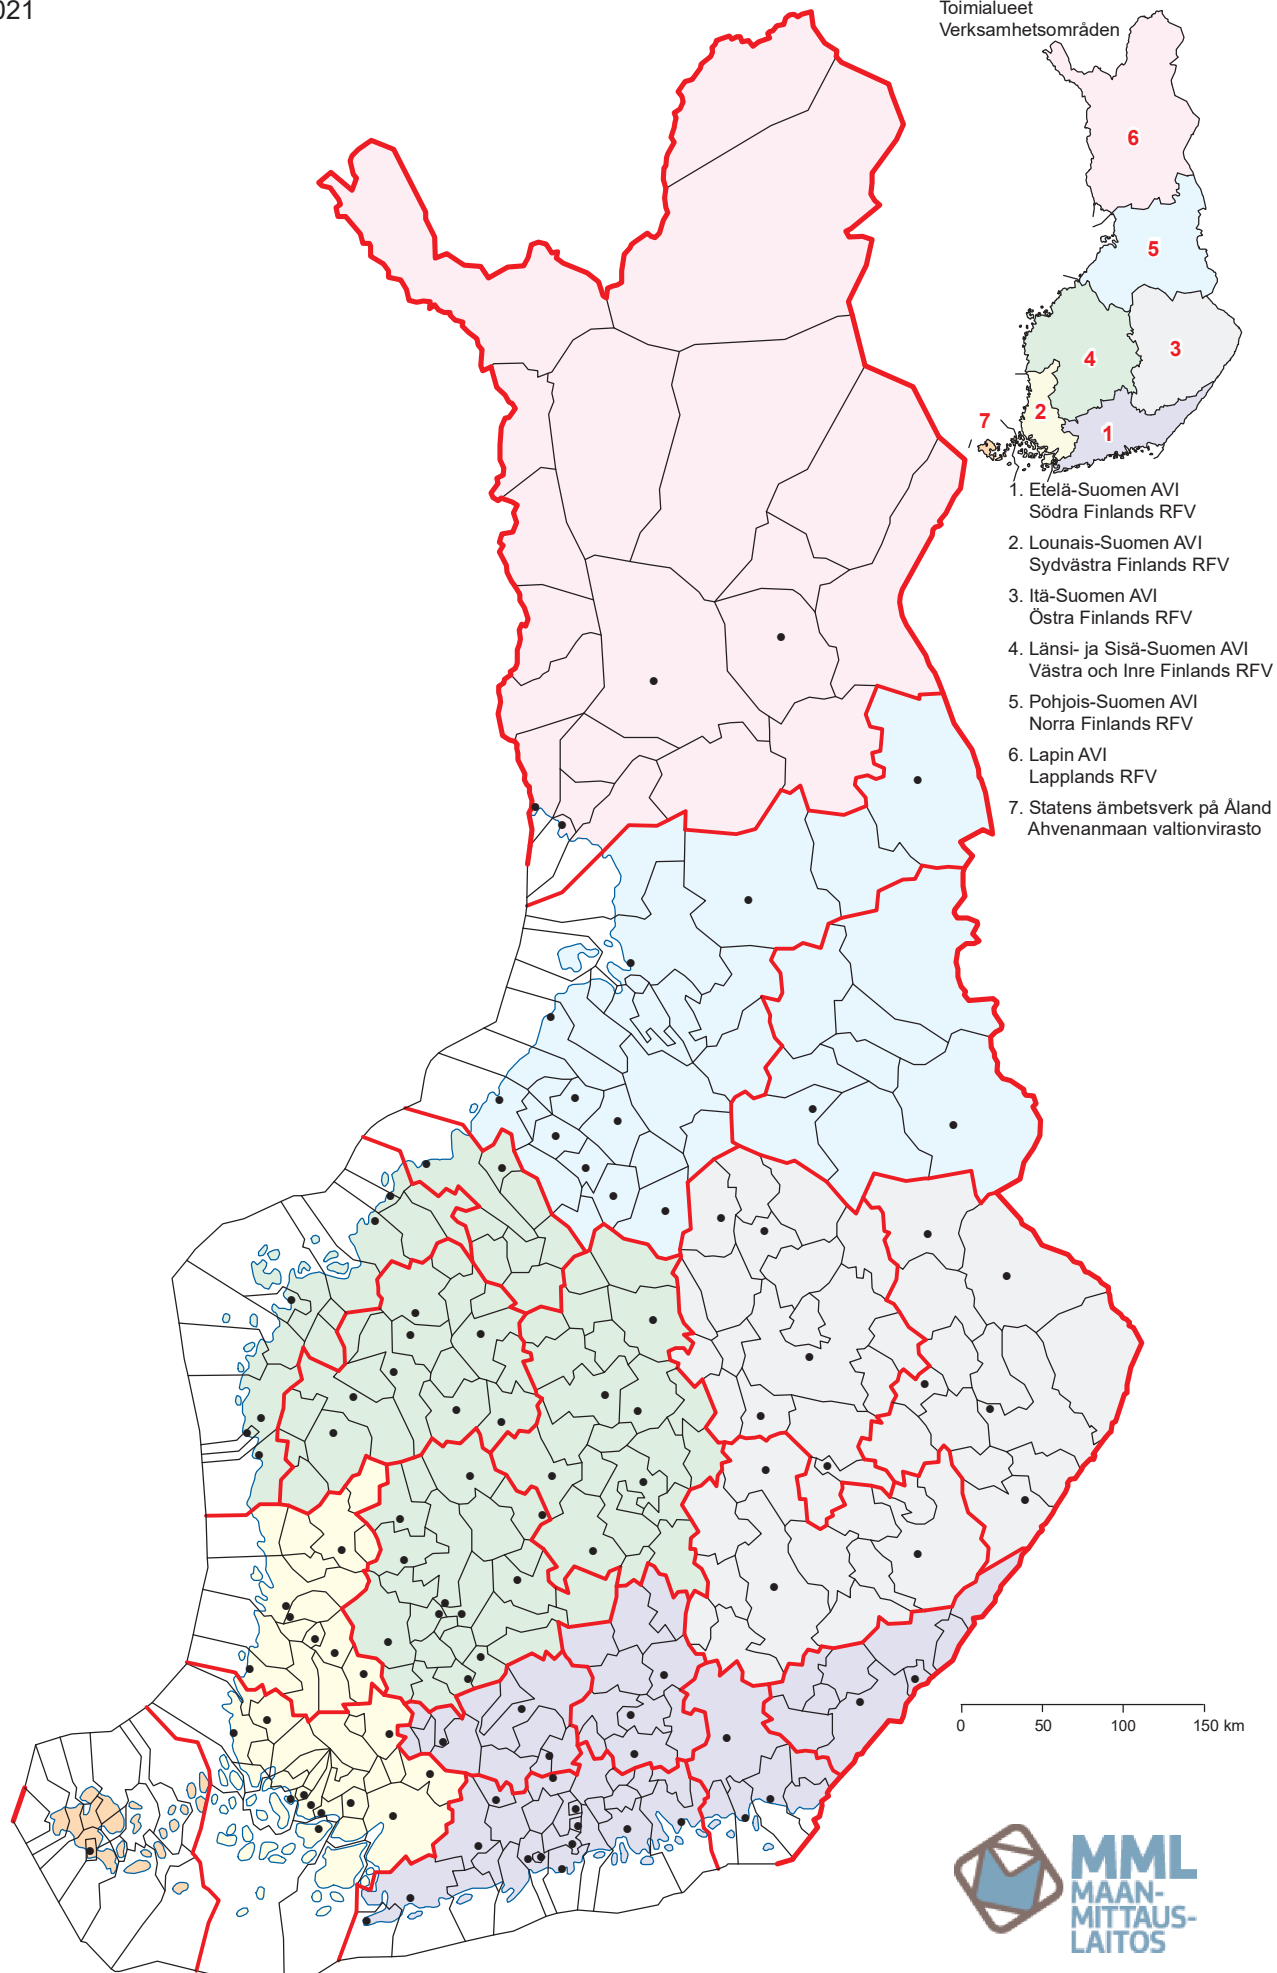 Toimialueet
Verksamhetsområden
6
5
3
4
2
7
1
1. Etelä-Suomen AVI
Södra Finlands RFV
2. Lounais-Suomen AVI
Sydvästra Finlands RFV
3. Itä-Suomen AVI
Östra Finlands RFV
4. Länsi- ja Sisä-Suomen AVI
Västra och Inre Finlands RFV
5. Pohjois-Suomen AVI
Norra Finlands RFV
6. Lapin AVI
Lapplands RFV
7. Statens ämbetsverk på Åland
Ahvenanmaan valtionvirasto
0 50 100 150 km
MML
MAAN-
MITTAUS-
LAITOS